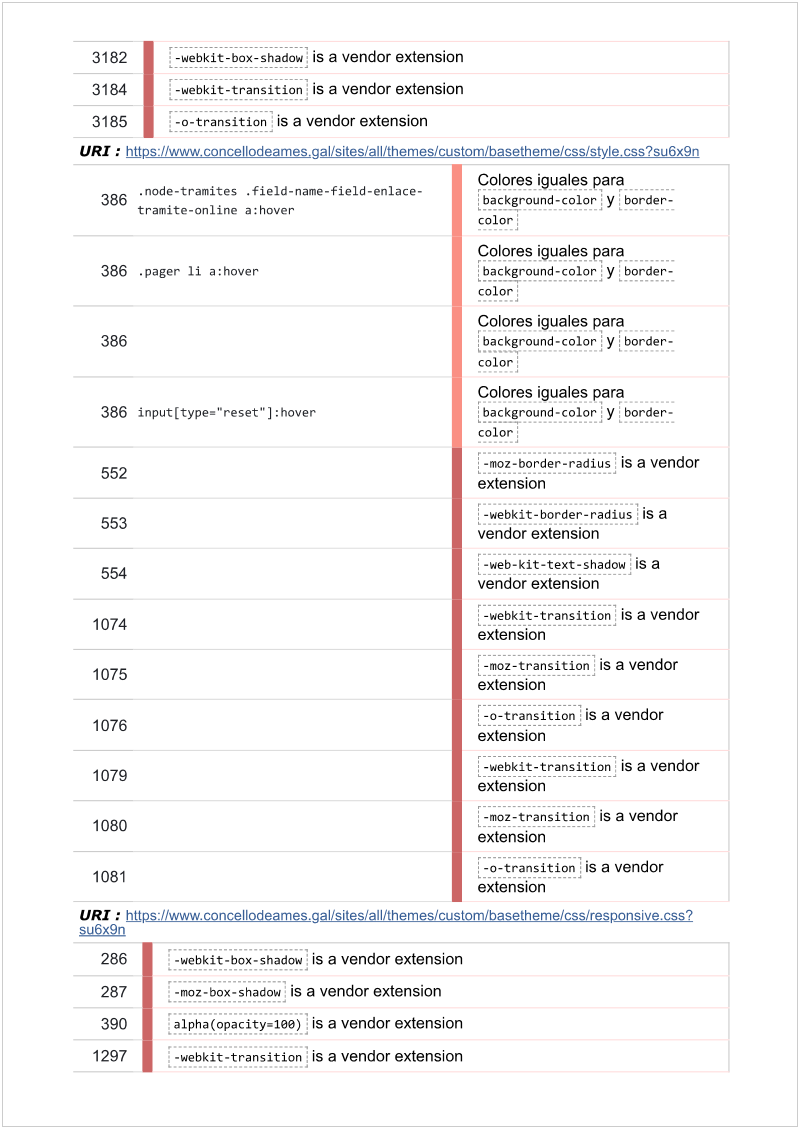 3182 -webkit-box-shadow is a vendor extension
3184 -webkit-transition is a vendor extension
3185 -o-transition is a vendor extension
URI : https://www.concellodeames.gal/sites/all/themes/custom/basetheme/css/style.css?su6x9n
386 .node-tramites .field-name-field-enlace-
tramite-online a:hover
Colores iguales para
background-color y border-
color
386 .pager li a:hover
Colores iguales para
background-color y border-
color
386
Colores iguales para
background-color y border-
color
386 input[type="reset"]:hover
Colores iguales para
background-color y border-
color
552 -moz-border-radius is a vendor
extension
553 -webkit-border-radius is a
vendor extension
554 -web-kit-text-shadow is a
vendor extension
1074 -webkit-transition is a vendor
extension
1075 -moz-transition is a vendor
extension
1076 -o-transition is a vendor
extension
1079 -webkit-transition is a vendor
extension
1080 -moz-transition is a vendor
extension
1081 -o-transition is a vendor
extension
URI : https://www.concellodeames.gal/sites/all/themes/custom/basetheme/css/responsive.css?
su6x9n
286 -webkit-box-shadow is a vendor extension
287 -moz-box-shadow is a vendor extension
390 alpha(opacity=100) is a vendor extension
1297 -webkit-transition is a vendor extension